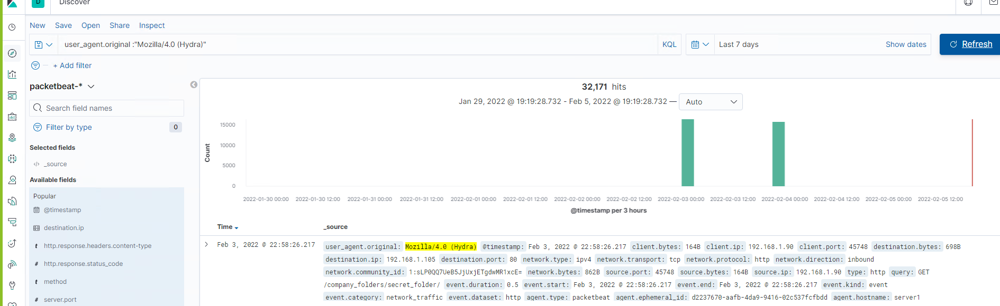 D Discover
New Save Open Share Inspect
user_agent.original :"Mozilla/4.0 (Hydra)" KQL Last 7 days Show dates Refresh
+ Add filter
packetbeat-*
Search field names
Filter by type 0
Selected fields
_source
Available fields
Popular
@timestamp
destination.ip
t http.response.headers.content-type
# http.response.status_code
t method
# server.port
32,171 hits
Jan 29, 2022 @ 19:19:28.732 - Feb 5, 2022 @ 19:19:28.732 — Auto
Count
15000
10000
5000
0
2022-01-30 00:00 2022-01-30 12:00 2022-01-31 00:00 2022-01-31 12:00 2022-02-01 00:00 2022-02-01 12:00 2022-02-02 00:00 2022-02-02 12:00 2022-02-03 00:00 2022-02-03 12:00 2022-02-04 00:00 2022-02-04 12:00 2022-02-05 00:00 2022-02-05 12:00
@timestamp per 3 hours
Time _source
Feb 3, 2022 @ 22:58:26.217 user_agent.original: Mozilla/4.0 (Hydra) @timestamp: Feb 3, 2022 @ 22:58:26.217 client.bytes: 164B client.ip: 192.168.1.90 client.port: 45748 destination.bytes: 698B
destination.ip: 192.168.1.105 destination.port: 80 network.type: ipv4 network.transport: tcp network.protocol: http network.direction: inbound
network.community_id: 1:sLP0QQ7UeB5JjUxjETgdwMR1xcE= network.bytes: 862B source.port: 45748 source.bytes: 164B source.ip: 192.168.1.90 type: http query: GET
/company_folders/secret_folder/ event.duration: 0.5 event.start: Feb 3, 2022 @ 22:58:26.217 event.end: Feb 3, 2022 @ 22:58:26.217 event.kind: event
event.category: network_traffic event.dataset: http agent.type: packetbeat agent.ephemeral_id: d2237670-aafb-4da9-9416-02c537fcfbdd agent.hostname: server1